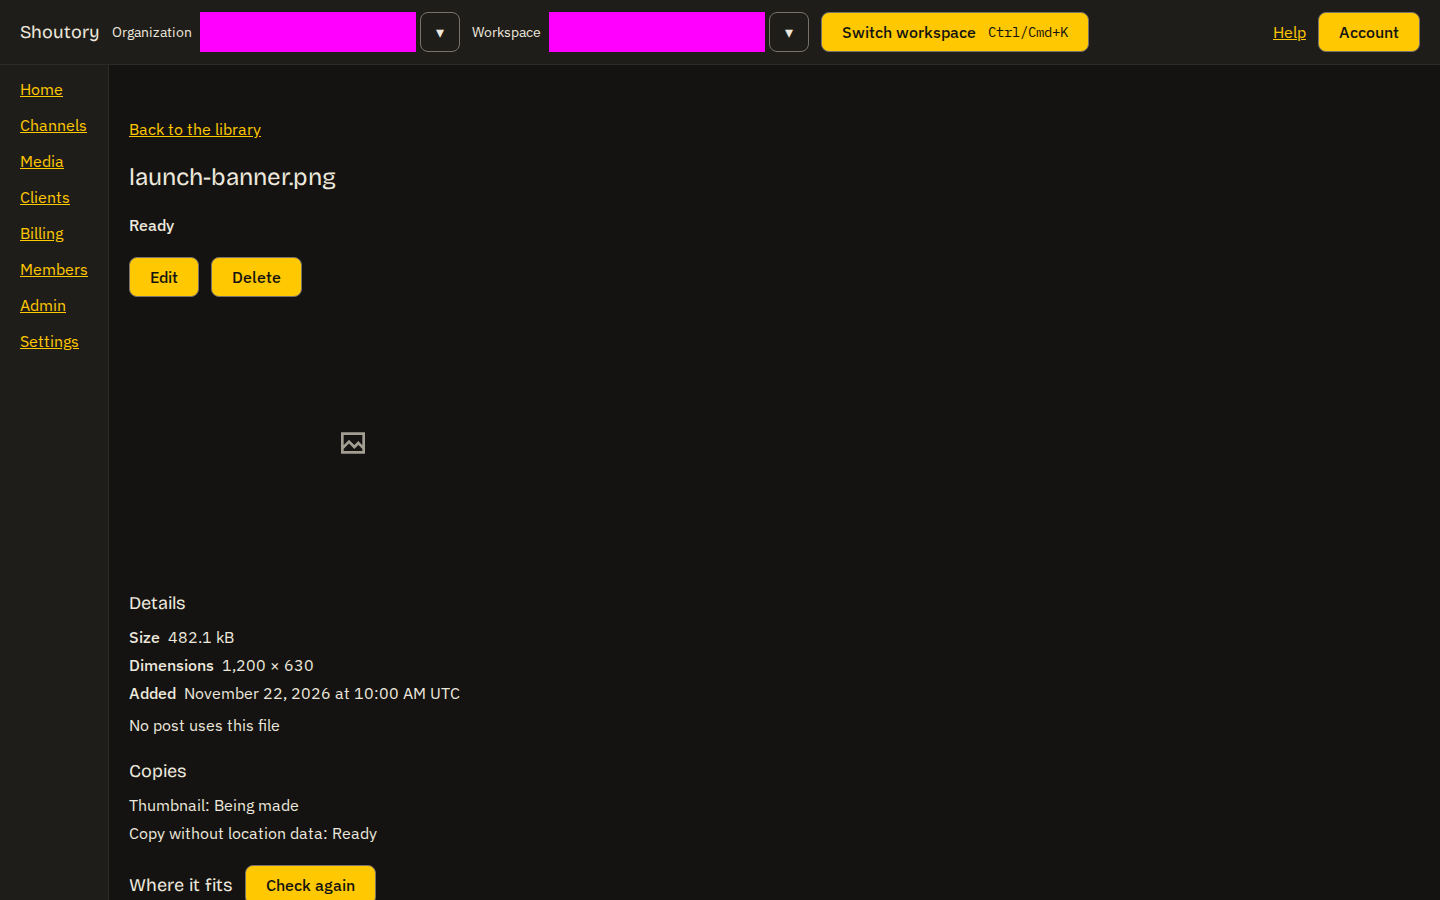 Shoutory Organization ▼ Workspace ▼ Switch workspace Ctrl/Cmd+K Help Account
Home
Channels
Media
Clients
Billing
Members
Admin
Settings
Back to the library
launch-banner.png
Ready
Edit Delete
Details
Size 482.1 kB
Dimensions 1,200 × 630
Added November 22, 2026 at 10:00 AM UTC
No post uses this file
Copies
Thumbnail: Being made
Copy without location data: Ready
Where it fits Check again